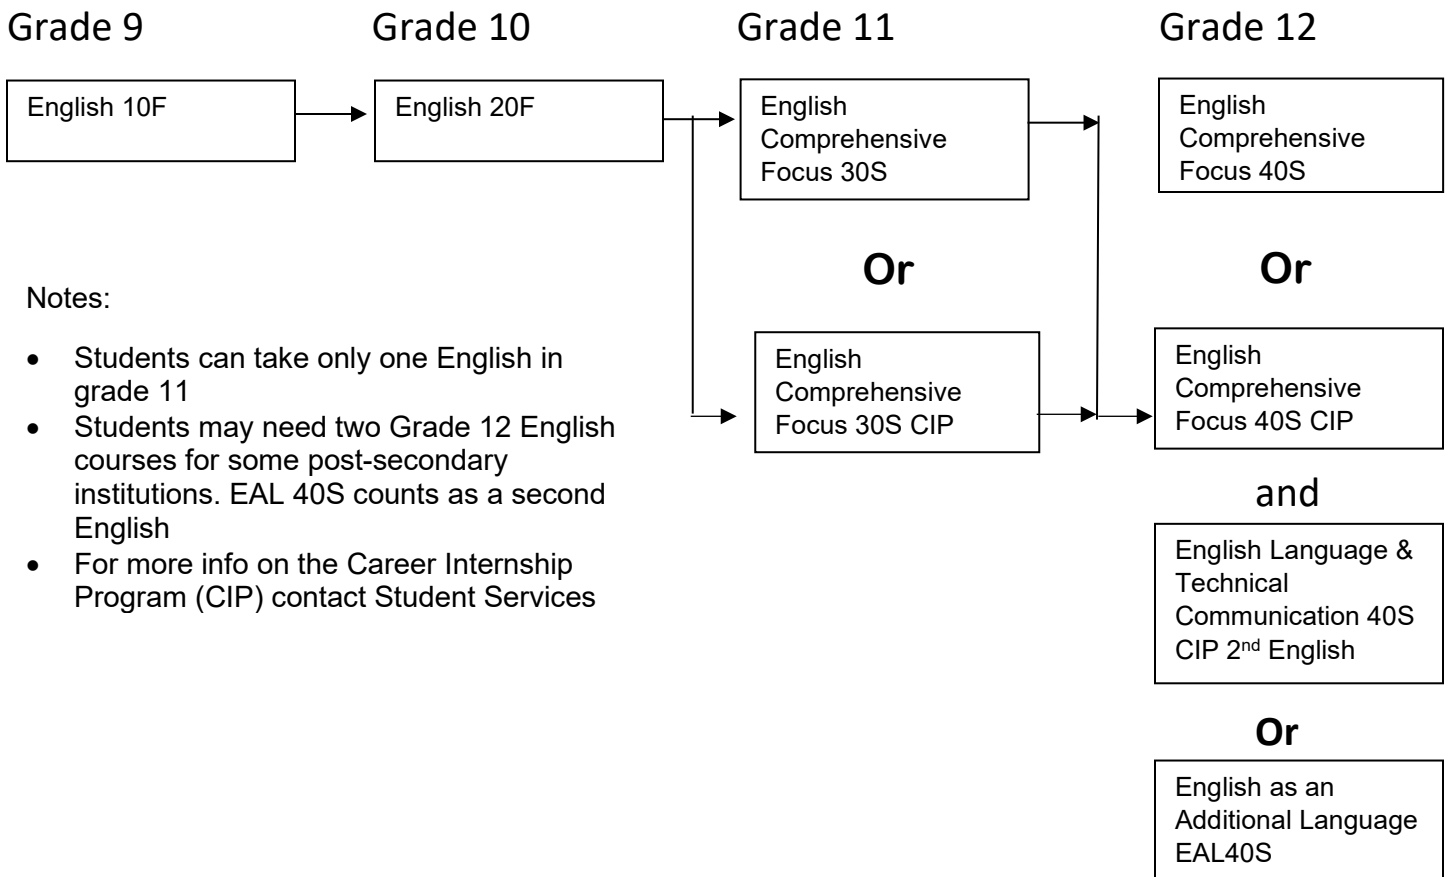 Grade 9
Grade 10
Grade 11
Grade 12
English 10F
English 20F
English
Comprehensive
Focus 30S
English
Comprehensive
Focus 40S
Or
Or
Notes:
• Students can take only one English in
grade 11
• Students may need two Grade 12 English
courses for some post-secondary
institutions. EAL 40S counts as a second
English
• For more info on the Career Internship
Program (CIP) contact Student Services
English
Comprehensive
Focus 30S CIP
English
Comprehensive
Focus 40S CIP
and
English Language &
Technical
Communication 40S
CIP 2nd English
Or
English as an
Additional Language
EAL40S